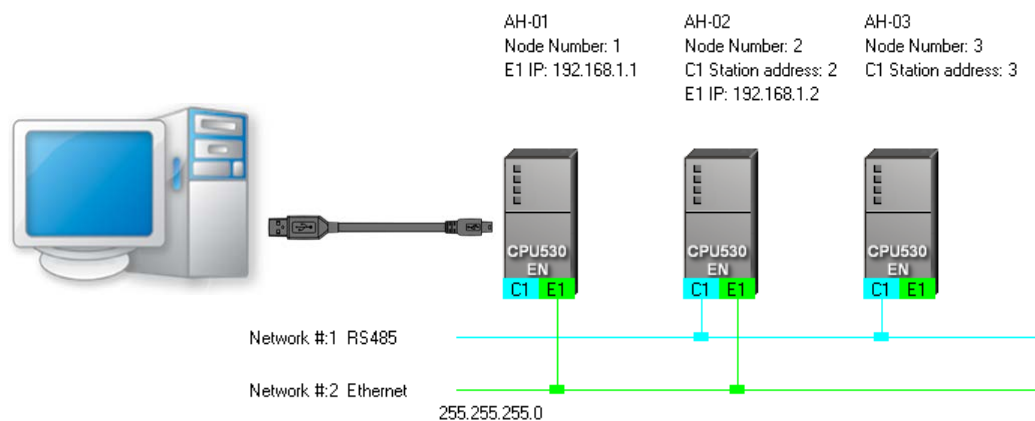 AH-01
Node Number: 1
E1 IP: 192.168.1.1
AH-02
Node Number: 2
C1 Station address: 2
E1 IP: 192.168.1.2
AH-03
Node Number: 3
C1 Station address: 3
CPU530
EN
C1 E1
CPU530
EN
C1 E1
CPU530
EN
C1 E1
Network #:1 RS485
Network #:2 Ethernet
255.255.255.0